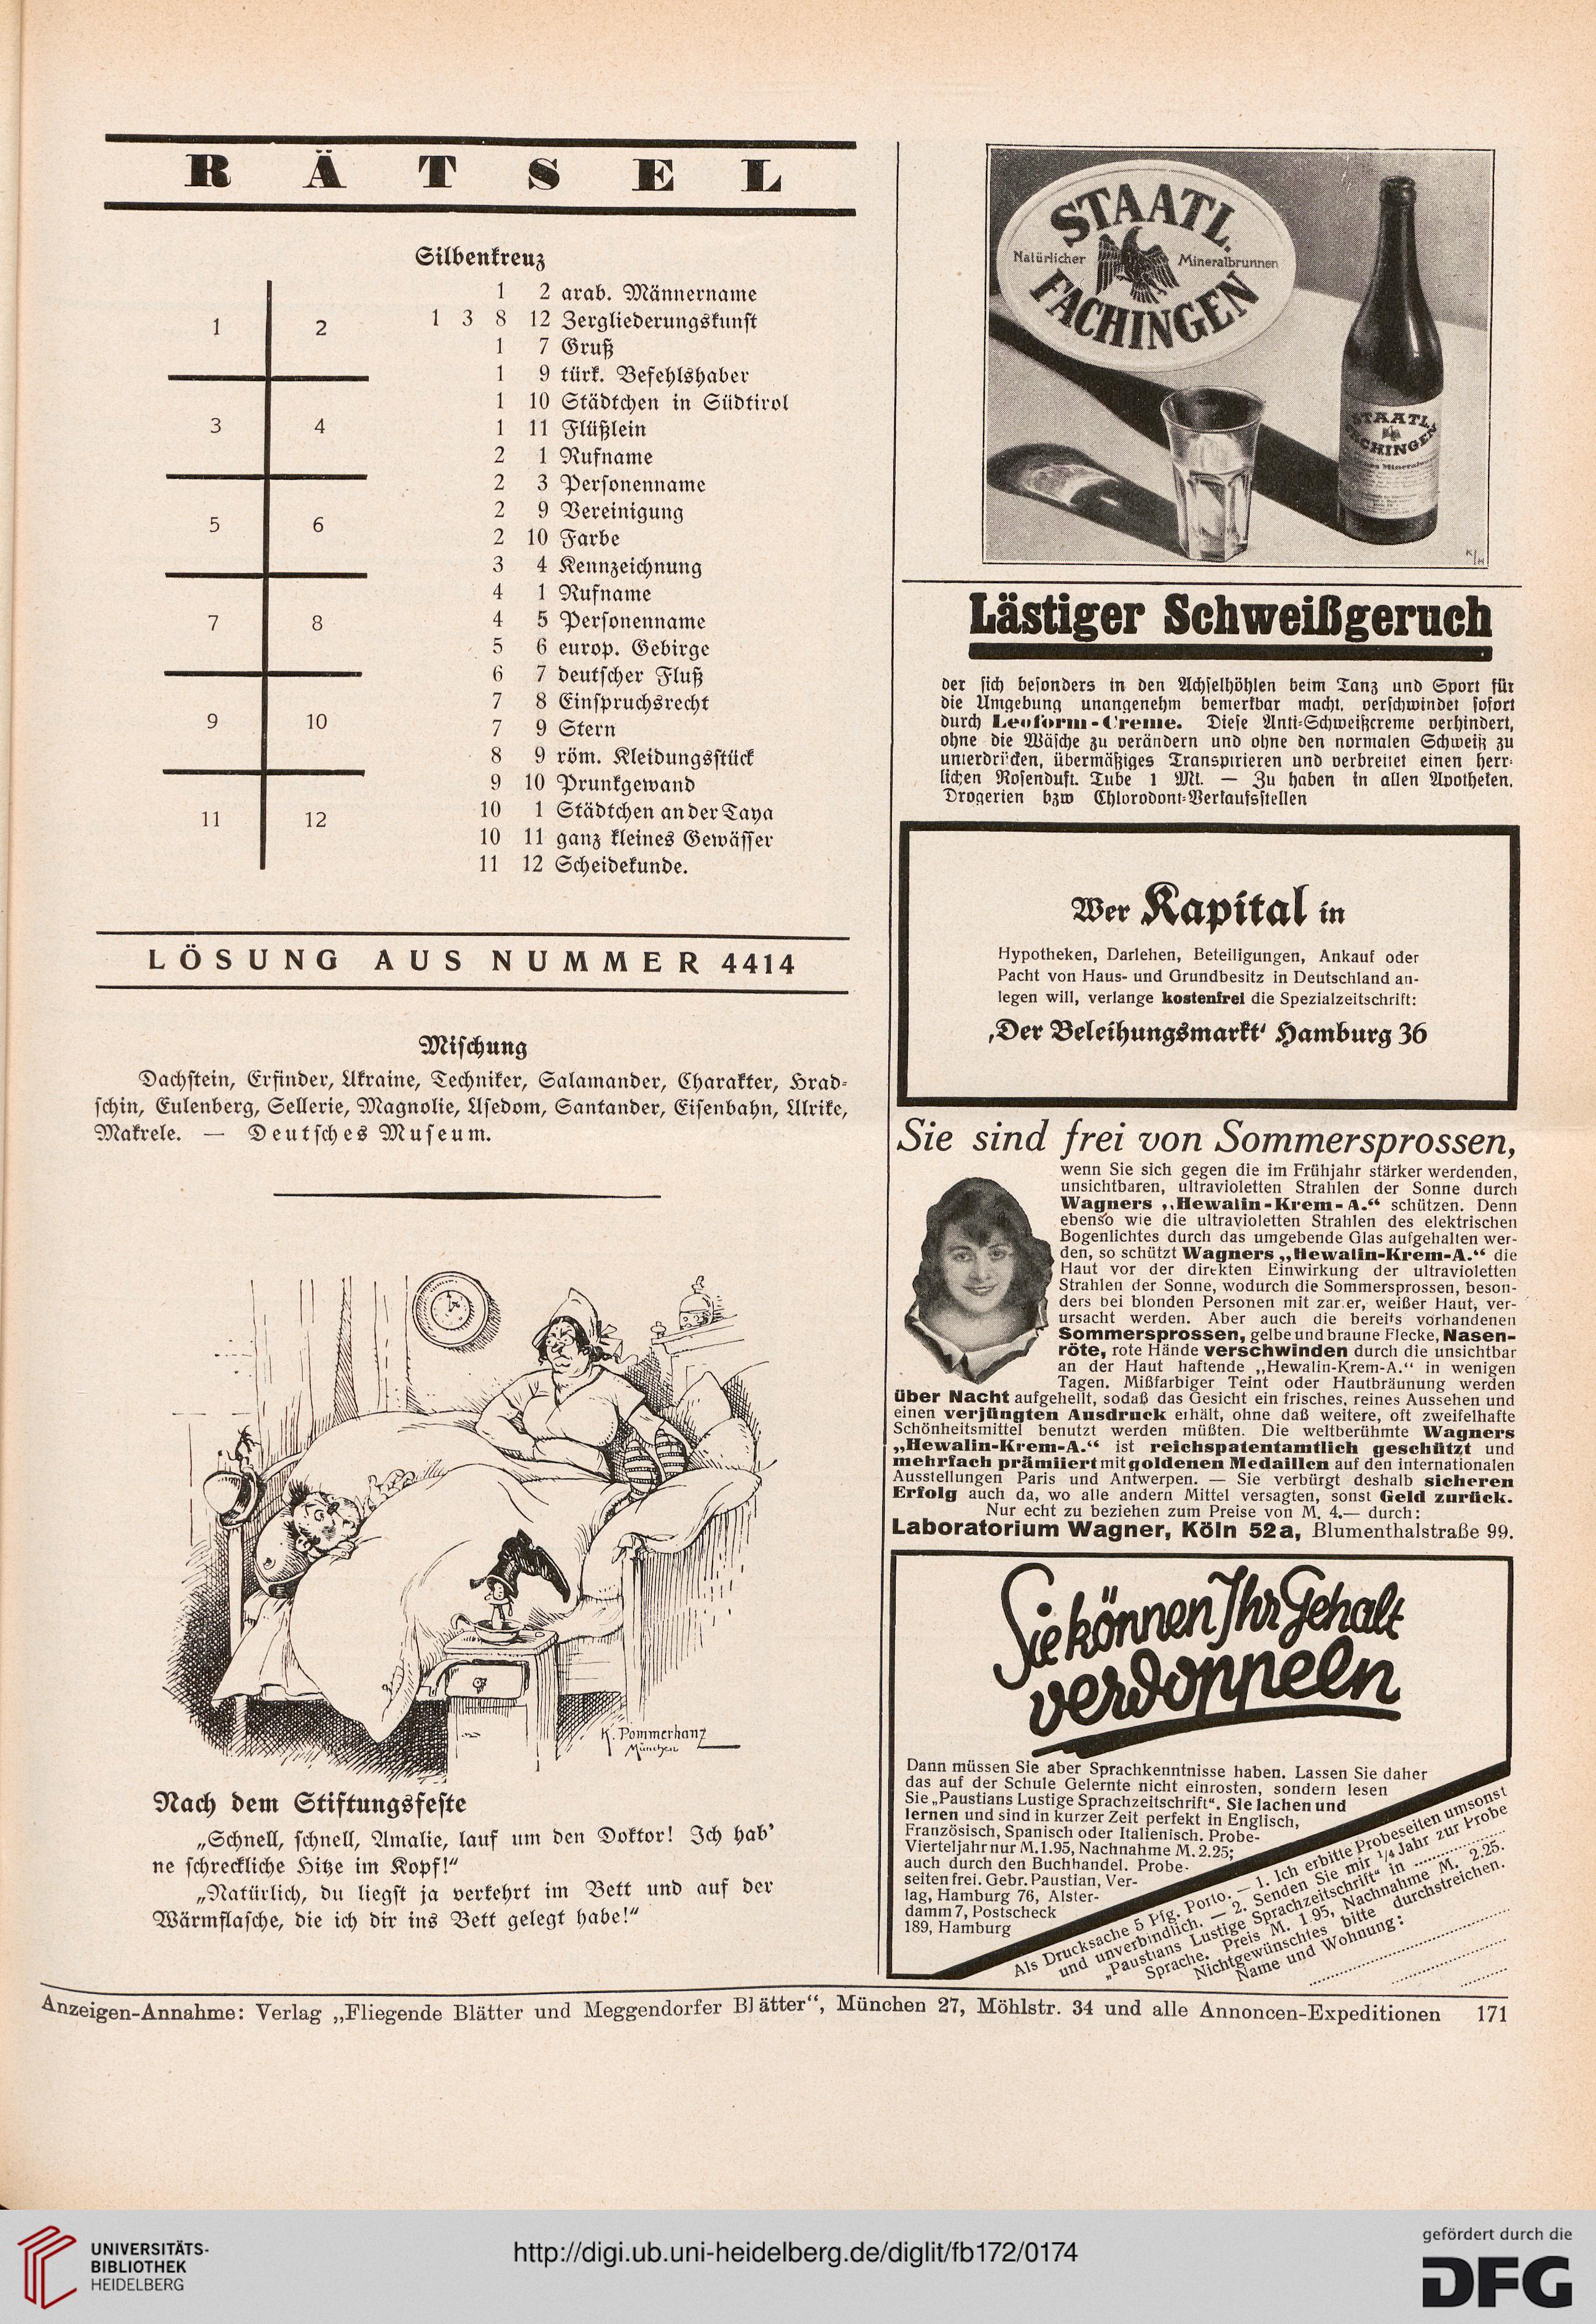 RÄTSEL
Silbenkreuz
1 2
3 4
5 6
7 8
9 10
11 12
1 2 arab. Männername
1 3 8 12 Zergliederungskunst
1 7 Gruß
1 9 türk. Befehlshaber
1 10 Städtchen in Südtirol
1 11 Flüßlein
2 1 Rufname
2 3 Personenname
2 9 Vereinigung
2 10 Farbe
3 4 Kennzeichnung
4 1 Rufname
4 5 Personenname
5 6 europ. Gebirge
6 7 deutscher Fluß
7 8 Einspruchsrecht
7 9 Stern
8 9 röm. Kleidungsstück
9 10 Prunkgewand
10 1 Städtchen an der Taya
10 11 ganz kleines Gewässer
11 12 Scheidekunde.
LÖSUNG AUS NUMMER 4414
Mischung
Dachstein, Erfinder, Ukraine, Techniker, Salamander, Charakter, Hrad-
schin, Eulenberg, Sellerie, Magnolie, Usedom, Santander, Eisenbahn, Ulrike,
Makrele. — Deutsches Museum.
K. Pommerhanz
München
Nach dem Stiftungsfeste
„Schnell, schnell, Amalie, lauf um den Doktor! Ich hab'
ne schreckliche Hitze im Kopf!“
„Natürlich, du liegst ja verkehrt im Bett und auf der
Wärmflasche, die ich dir ins Bett gelegt habe!“
STAATL.
Natürlicher Mineralbrunnen
FACHINGEN
STAATL.
FACHINGEN
K/H
Lästiger Schweißgeruch
der sich besonders in den Achselhöhlen beim Tanz und Sport für
die Umgebung unangenehm bemerkbar macht, verschwindet sofort
durch Leoform-Creme. Diese Anti-Schweißcreme verhindert,
ohne die Wäsche zu verändern und ohne den normalen Schweiß zu
unterdrücken, übermäßiges Transpirieren und verbreitet einen herr-
lichen Rosenduft. Tube 1 Mk. — Zu haben in allen Apotheken,
Drogerien bzw Chlorodont-Verkaufsstellen
Wer Kapital in
Hypotheken, Darlehen, Beteiligungen, Ankauf oder
Pacht von Haus- und Grundbesitz in Deutschland an-
legen will, verlange kostenfrei die Spezialzeitschrift:
‚Der Beleihungsmarkt‘ Hamburg 36
Sie sind frei von Sommersprossen,
wenn Sie sich gegen die im Frühjahr stärker werdenden,
unsichtbaren, ultravioletten Strahlen der Sonne durch
Wagners „Hewalin-Krem-A.“ schützen. Denn
ebenso wie die ultravioletten Strahlen des elektrischen
Bogenlichtes durch das umgebende Glas aufgehalten wer-
den, so schützt Wagners „Hewalin-Krem-A.“ die
Haut vor der direkten Einwirkung der ultravioletten
Strahlen der Sonne, wodurch die Sommersprossen, beson-
ders bei blonden Personen mit zarter, weißer Haut, ver-
ursacht werden. Aber auch die bereits vorhandenen
Sommersprossen, gelbe und braune Flecke, Nasen-
röte, rote Hände verschwinden durch die unsichtbar
an der Haut haftende „Hewalin-Krem-A.“ in wenigen
Tagen. Mißfarbiger Teint oder Hautbräunung werden
über Nacht aufgehellt, sodaß das Gesicht ein frisches, reines Aussehen und
einen verjüngten Ausdruck erhält, ohne daß weitere, oft zweifelhafte
Schönheitsmittel benutzt werden müßten. Die weltberühmte Wagners
„Hewalin-Krem-A.“ ist reichspatentamtlich geschützt und
mehrfach prämiiert mit goldenen Medaillen auf den internationalen
Ausstellungen Paris und Antwerpen. — Sie verbürgt deshalb sicheren
Erfolg auch da, wo alle andern Mittel versagten, sonst Geld zurück.
Nur echt zu beziehen zum Preise von M. 4.— durch:
Laboratorium Wagner, Köln 52a, Blumenthalstraße 99.
Sie können Ihr Gehalt
verdoppeln
Dann müssen Sie aber Sprachkenntnisse haben. Lassen Sie daher
das auf der Schule Gelernte nicht einrosten, sondern lesen
Sie „Paustians Lustige Sprachzeitschrift“. Sie lachen und
lernen und sind in kurzer Zeit perfekt in Englisch,
Französisch, Spanisch oder Italienisch. Probe-
Vierteljahr nur M. 1.95, Nachnahme M. 2.25;
auch durch den Buchhandel. Probe-
seiten frei. Gebr. Paustian, Ver-
lag, Hamburg 76, Alster-
damm 7, Postscheck
189, Hamburg
Als Drucksache 5 Pfg. Porto. — 1. Ich erbitte Probeseiten umsonst
und unverbindlich. — 2. Senden Sie mir 1/4 Jahr zur Probe
„Paustians Lustige Sprachzeitschrift“ in ..............
Sprache. Preis M. 1.95, Nachnahme M. 2.25.
Nichtgewünschtes bitte durchstreichen.
Name und Wohnung:
Anzeigen-Annahme: Verlag „Fliegende Blätter und Meggendorfer Blätter“, München 27, Möhlstr. 34 und alle Annoncen-Expeditionen 171
UNIVERSITÄTS-
BIBLIOTHEK
HEIDELBERG
http://digi.ub.uni-heidelberg.de/diglit/fb172/0174
gefördert durch die
DFG